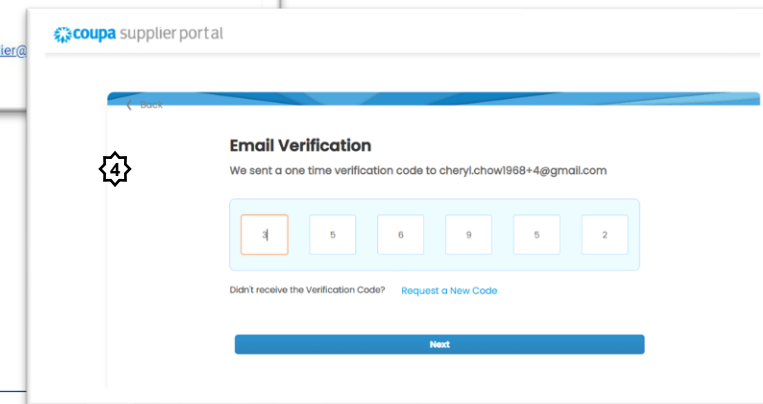 ier@
coupa supplier portal
Back
4
Email Verification
We sent a one time verification code to cheryl.chow1968+4@gmail.com
3 5 6 9 5 2
Didn't receive the Verification Code? Request a New Code
Next